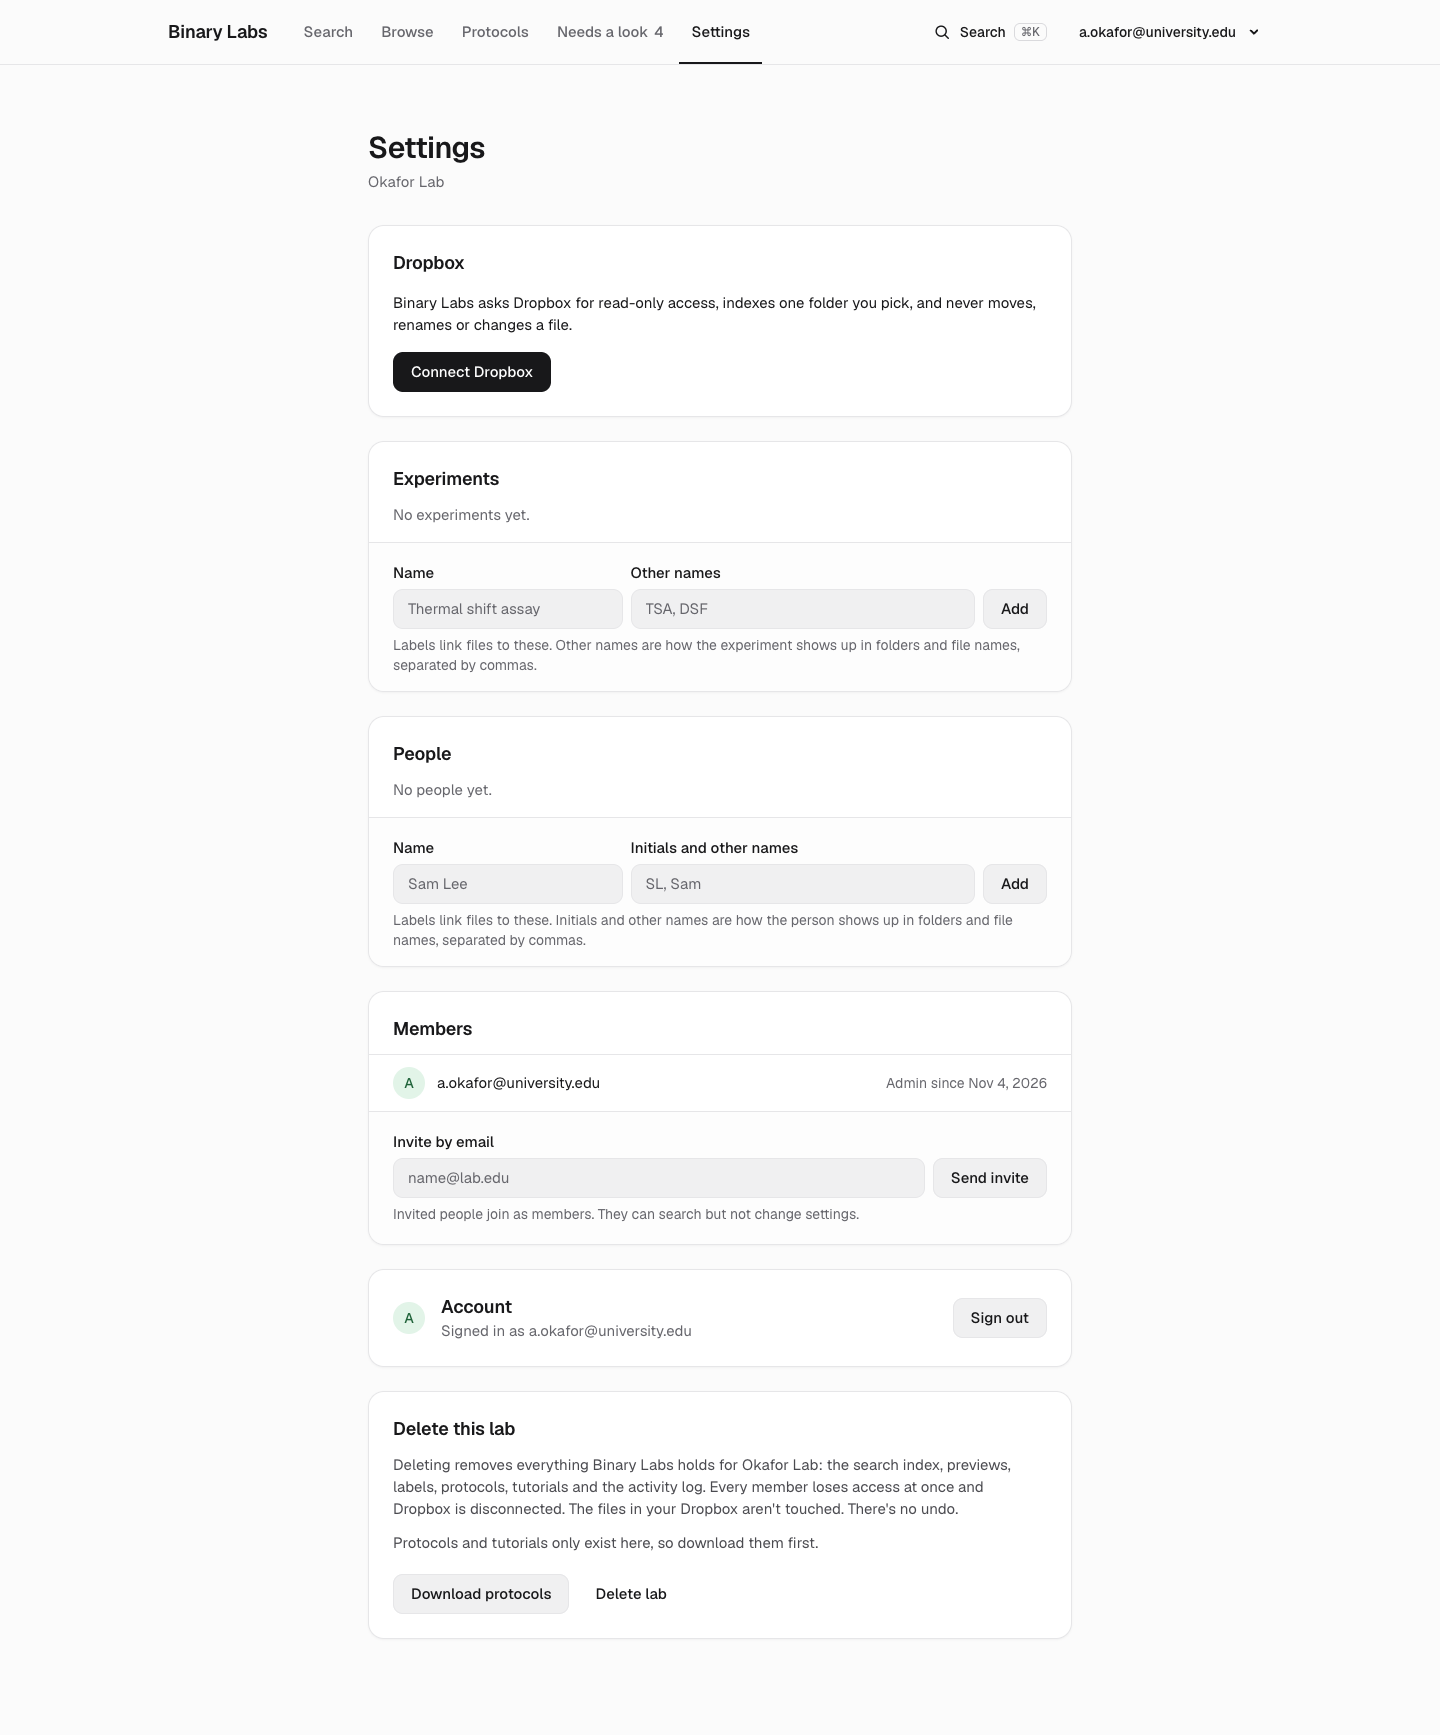 Binary Labs
Search
Browse
Protocols
Needs a look 4
Settings
Search ⌘K
a.okafor@university.edu
Settings
Okafor Lab
Dropbox
Binary Labs asks Dropbox for read-only access, indexes one folder you pick, and never moves,
renames or changes a file.
Connect Dropbox
Experiments
No experiments yet.
Name
Other names
Thermal shift assay
TSA, DSF
Add
Labels link files to these. Other names are how the experiment shows up in folders and file names,
separated by commas.
People
No people yet.
Name
Initials and other names
Sam Lee
SL, Sam
Add
Labels link files to these. Initials and other names are how the person shows up in folders and file
names, separated by commas.
Members
A
a.okafor@university.edu
Admin since Nov 4, 2026
Invite by email
name@lab.edu
Send invite
Invited people join as members. They can search but not change settings.
A
Account
Signed in as a.okafor@university.edu
Sign out
Delete this lab
Deleting removes everything Binary Labs holds for Okafor Lab: the search index, previews,
labels, protocols, tutorials and the activity log. Every member loses access at once and
Dropbox is disconnected. The files in your Dropbox aren't touched. There's no undo.
Protocols and tutorials only exist here, so download them first.
Download protocols
Delete lab